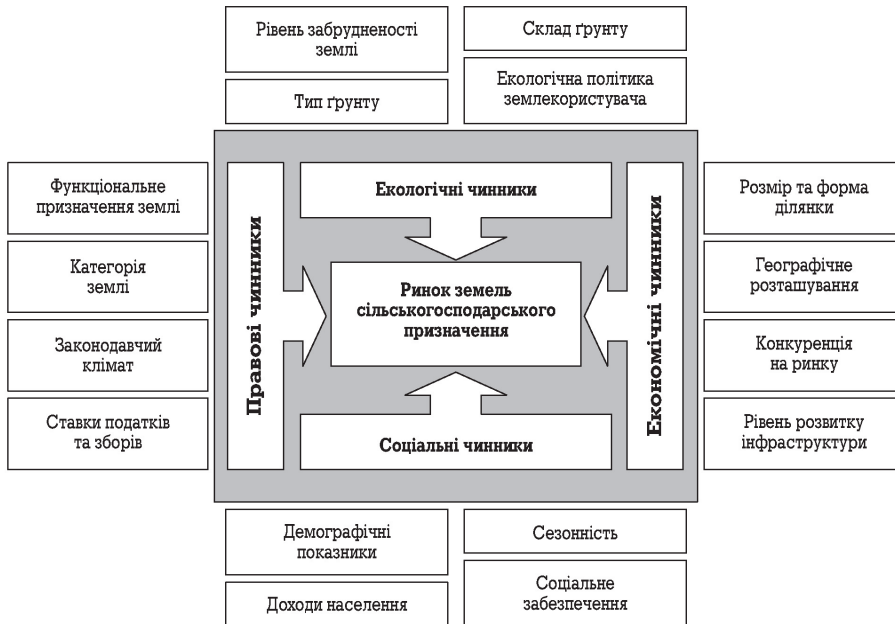 Рівень забрудненості
землі
Склад ґрунту
Тип ґрунту
Екологічна політика
землекористувача
Функціональне
призначення землі
Категорія
землі
Законодавчий
клімат
Ставки податків
та зборів
Правові чинники
Екологічні чинники
Ринок земель
сільськогосподарського
призначення
Соціальні чинники
Економічні чинники
Розмір та форма
ділянки
Географічне
розташування
Конкуренція
на ринку
Рівень розвитку
інфраструктури
Демографічні
показники
Сезонність
Доходи населення
Соціальне
забезпечення